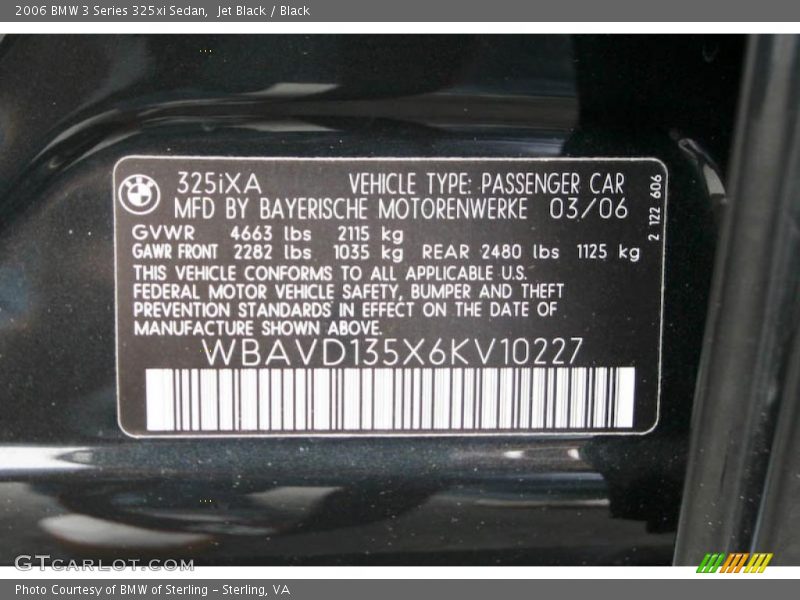 2006 BMW 3 Series 325xi Sedan, Jet Black / Black
325iXA VEHICLE TYPE: PASSENGER CAR
MFD BY BAYERISCHE MOTORENWERKE 03/06
GVWR 4663 lbs 2115 kg
GAWR FRONT 2282 lbs 1035 kg REAR 2480 lbs 1125 kg
THIS VEHICLE CONFORMS TO ALL APPLICABLE U.S.
FEDERAL MOTOR VEHICLE SAFETY, BUMPER AND THEFT
PREVENTION STANDARDS IN EFFECT ON THE DATE OF
MANUFACTURE SHOWN ABOVE.
WBAVD135X6KV10227
2 122 606
GTCARLOT.COM
Photo Courtesy of BMW of Sterling - Sterling, VA